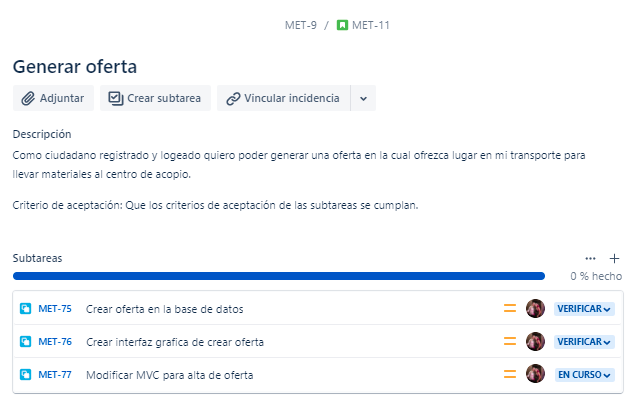 MET-9 / MET-11
Generar oferta
Adjuntar Crear subtarea Vincular incidencia
Descripción
Como ciudadano registrado y logeado quiero poder generar una oferta en la cual ofrezca lugar en mi transporte para
llevar materiales al centro de acopio.
Criterio de aceptación: Que los criterios de aceptación de las subtareas se cumplan.
Subtareas
0 % hecho
MET-75 Crear oferta en la base de datos VERIFICAR
MET-76 Crear interfaz grafica de crear oferta VERIFICAR
MET-77 Modificar MVC para alta de oferta EN CURSO